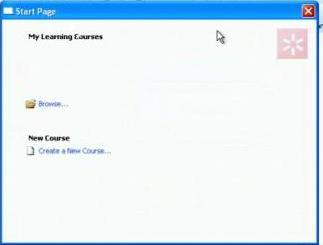 Start Page
My Learning Courses
Browse...
New Course
Create a New Course...